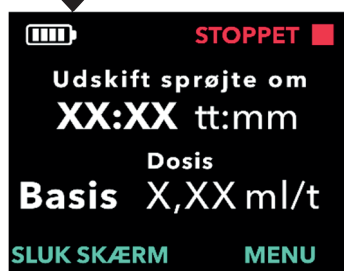 STOPPET
Udskift sprøjte om
XX:XX tt:mm
Dosis
Basis X,XX ml/t
SLUK SKÆRM MENU